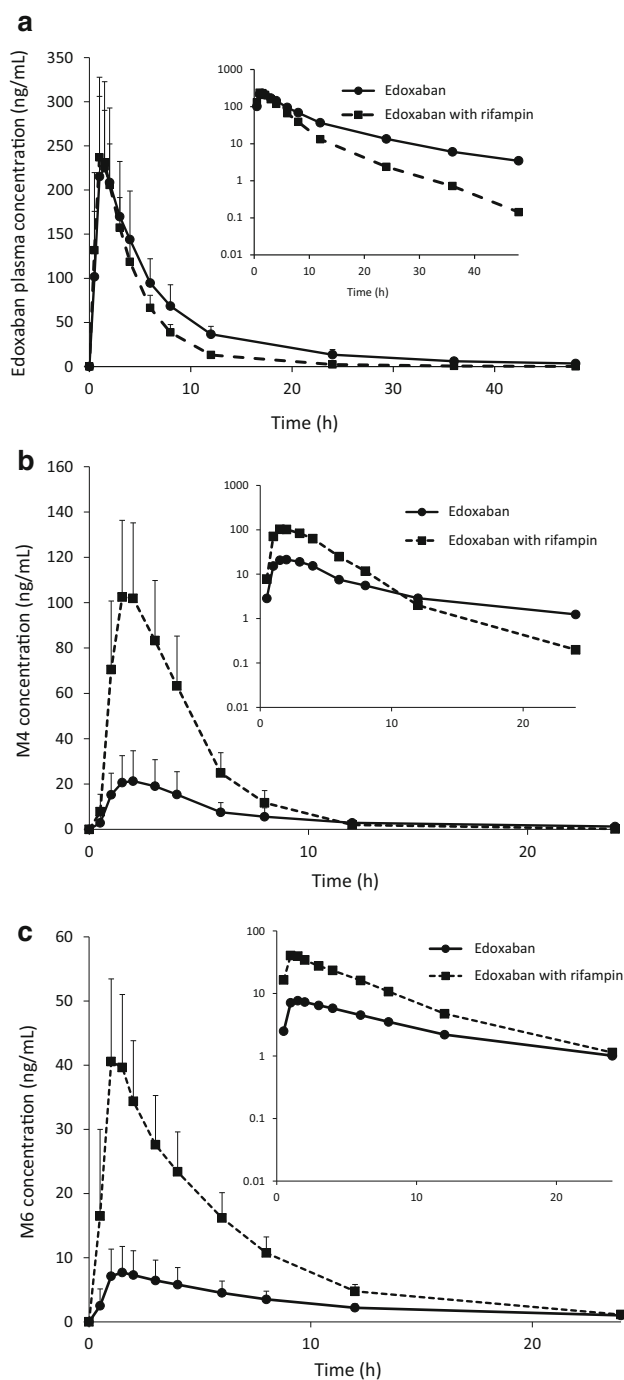 a
Edoxaban plasma concentration (ng/mL)
350
300
250
200
150
100
50
0
0 10 20 30 40
Time (h)
1000
100
10
1
0.1
0.01
0 10 20 30 40
Time (h)
Edoxaban
Edoxaban with rifampin
b
M4 concentration (ng/mL)
160
140
120
100
80
60
40
20
0
0 10 20
Time (h)
1000
100
10
1
0.1
0.01
0 10 20
Edoxaban
Edoxaban with rifampin
c
M6 concentration (ng/mL)
60
50
40
30
20
10
0
0 10 20
Time (h)
100
10
1
0.1
0.01
0 10 20
Edoxaban
Edoxaban with rifampin